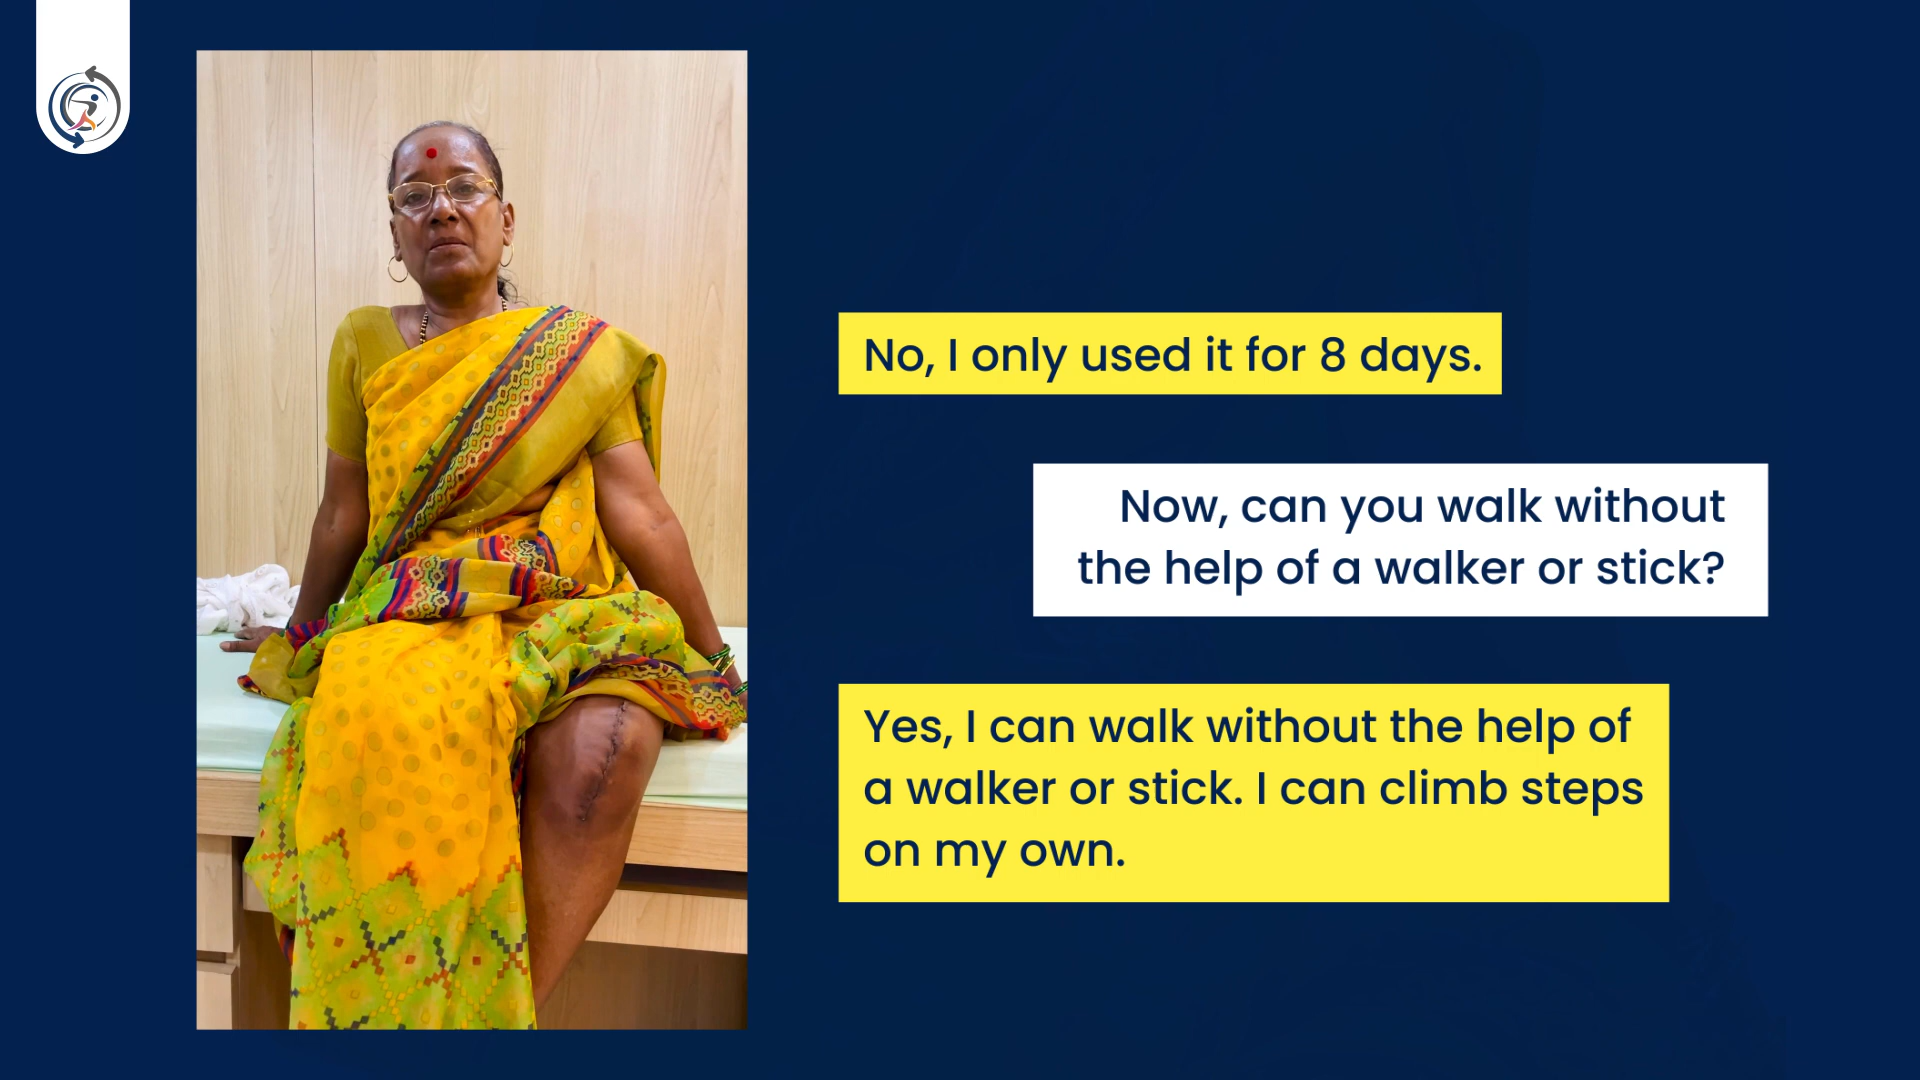 No, I only used it for 8 days.
Now, can you walk without
the help of a walker or stick?
Yes, I can walk without the help of
a walker or stick. I can climb steps
on my own.